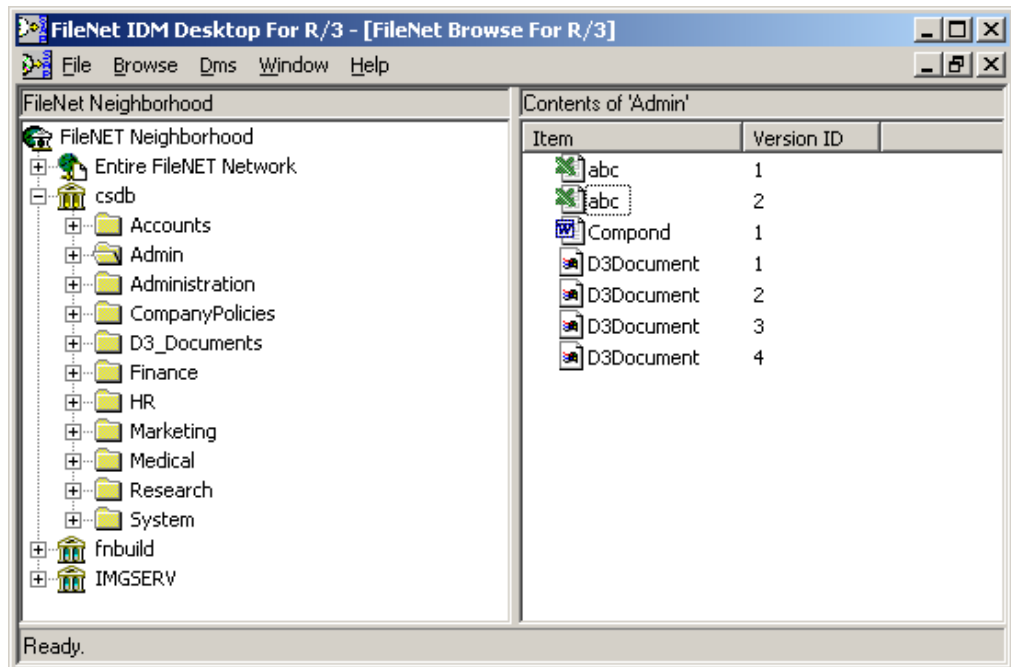 FileNet IDM Desktop For R/3 - [FileNet Browse For R/3]
File Browse Dms Window Help
FileNet Neighborhood
FileNET Neighborhood
Entire FileNET Network
csdb
Accounts
Admin
Administration
CompanyPolicies
D3_Documents
Finance
HR
Marketing
Medical
Research
System
fnbuild
IMGSERV
Contents of 'Admin'
Item Version ID
abc 1
abc 2
Compond 1
D3Document 1
D3Document 2
D3Document 3
D3Document 4
Ready.